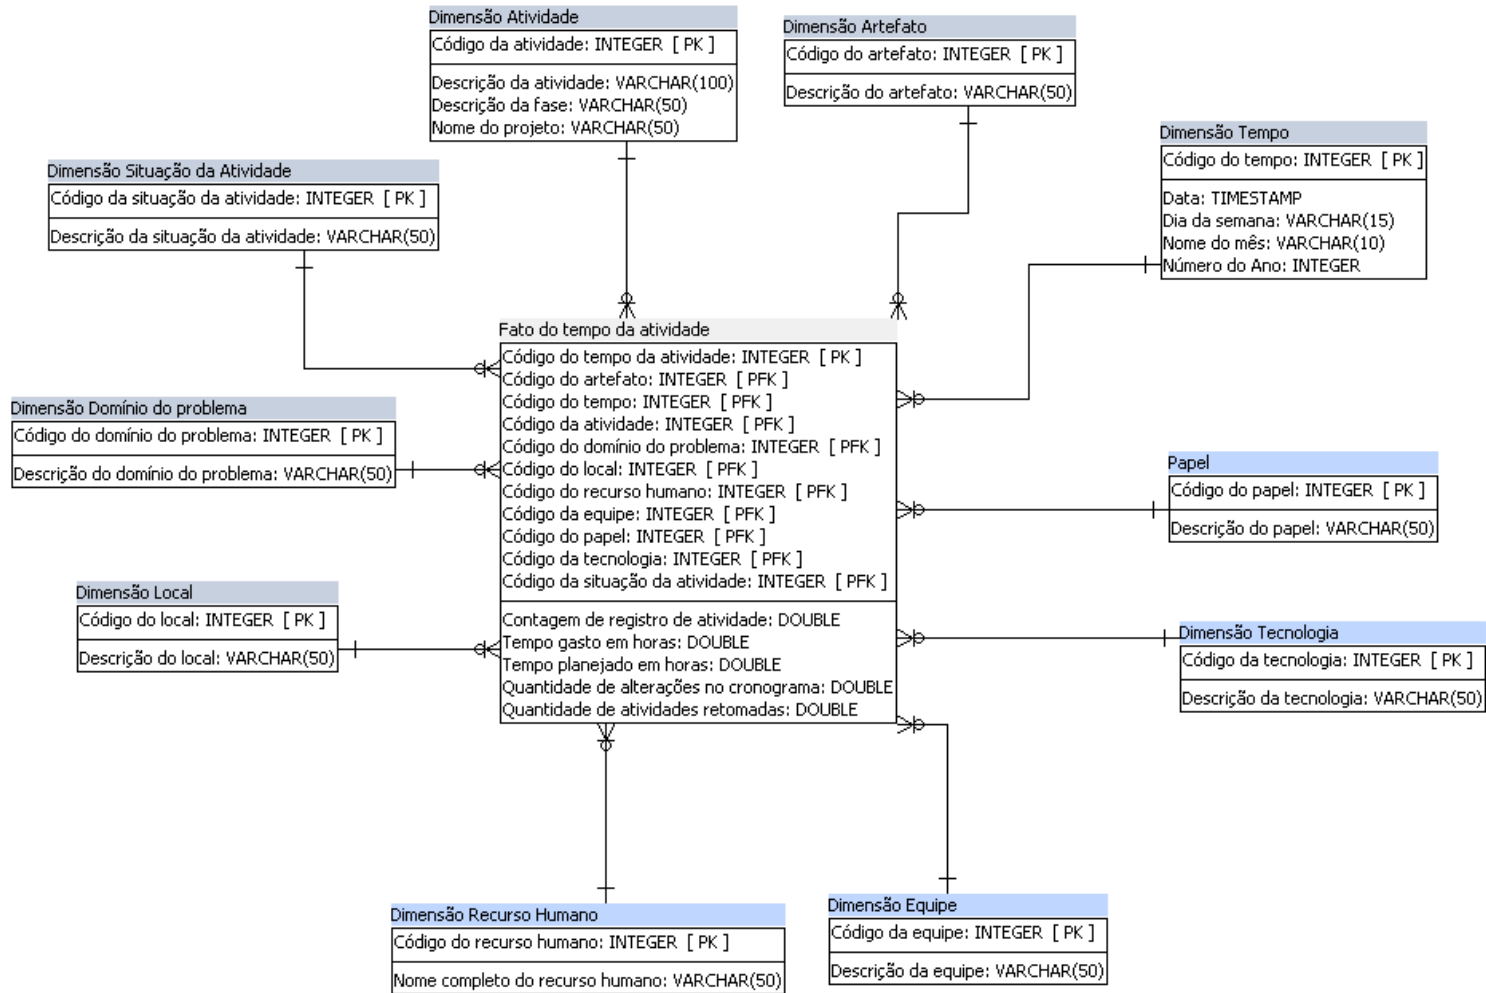 Dimensão Atividade
Código da atividade: INTEGER [ PK ]
Descrição da atividade: VARCHAR(100)
Descrição da fase: VARCHAR(50)
Nome do projeto: VARCHAR(50)
Dimensão Artefato
Código do artefato: INTEGER [ PK ]
Descrição do artefato: VARCHAR(50)
Dimensão Tempo
Código do tempo: INTEGER [ PK ]
Data: TIMESTAMP
Dia da semana: VARCHAR(15)
Nome do mês: VARCHAR(10)
Número do Ano: INTEGER
Dimensão Situação da Atividade
Código da situação da atividade: INTEGER [ PK ]
Descrição da situação da atividade: VARCHAR(50)
Fato do tempo da atividade
Código do tempo da atividade: INTEGER [ PK ]
Código do artefato: INTEGER [ PFK ]
Código do tempo: INTEGER [ PFK ]
Código da atividade: INTEGER [ PFK ]
Código do domínio do problema: INTEGER [ PFK ]
Código do local: INTEGER [ PFK ]
Código do recurso humano: INTEGER [ PFK ]
Código da equipe: INTEGER [ PFK ]
Código do papel: INTEGER [ PFK ]
Código da tecnologia: INTEGER [ PFK ]
Código da situação da atividade: INTEGER [ PFK ]
Contagem de registro de atividade: DOUBLE
Tempo gasto em horas: DOUBLE
Tempo planejado em horas: DOUBLE
Quantidade de alterações no cronograma: DOUBLE
Quantidade de atividades retomadas: DOUBLE
Dimensão Domínio do problema
Código do domínio do problema: INTEGER [ PK ]
Descrição do domínio do problema: VARCHAR(50)
Papel
Código do papel: INTEGER [ PK ]
Descrição do papel: VARCHAR(50)
Dimensão Local
Código do local: INTEGER [ PK ]
Descrição do local: VARCHAR(50)
Dimensão Tecnologia
Código da tecnologia: INTEGER [ PK ]
Descrição da tecnologia: VARCHAR(50)
Dimensão Recurso Humano
Código do recurso humano: INTEGER [ PK ]
Nome completo do recurso humano: VARCHAR(50)
Dimensão Equipe
Código da equipe: INTEGER [ PK ]
Descrição da equipe: VARCHAR(50)